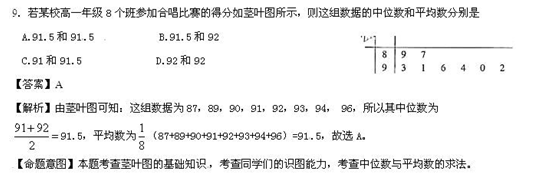 9. 若某校高一年级 8 个班参加合唱比赛的得分如茎叶图所示，则这组数据的中位数和平均数分别是
A.91.5 和 91.5 B.91.5 和 92
C.91 和 91.5 D.92 和 92
8 9 7
9 3 1 6 4 0 2
【答案】A
【解析】由茎叶图可知：这组数据为 87，89，90，91，92，93，94， 96，所以其中位数为
\frac{91+92}{2}=91.5，平均数为\frac{1}{8}（87+89+90+91+92+93+94+96）=91.5，故选 A。
【命题意图】本题考查茎叶图的基础知识，考查同学们的识图能力，考查中位数与平均数的求法。